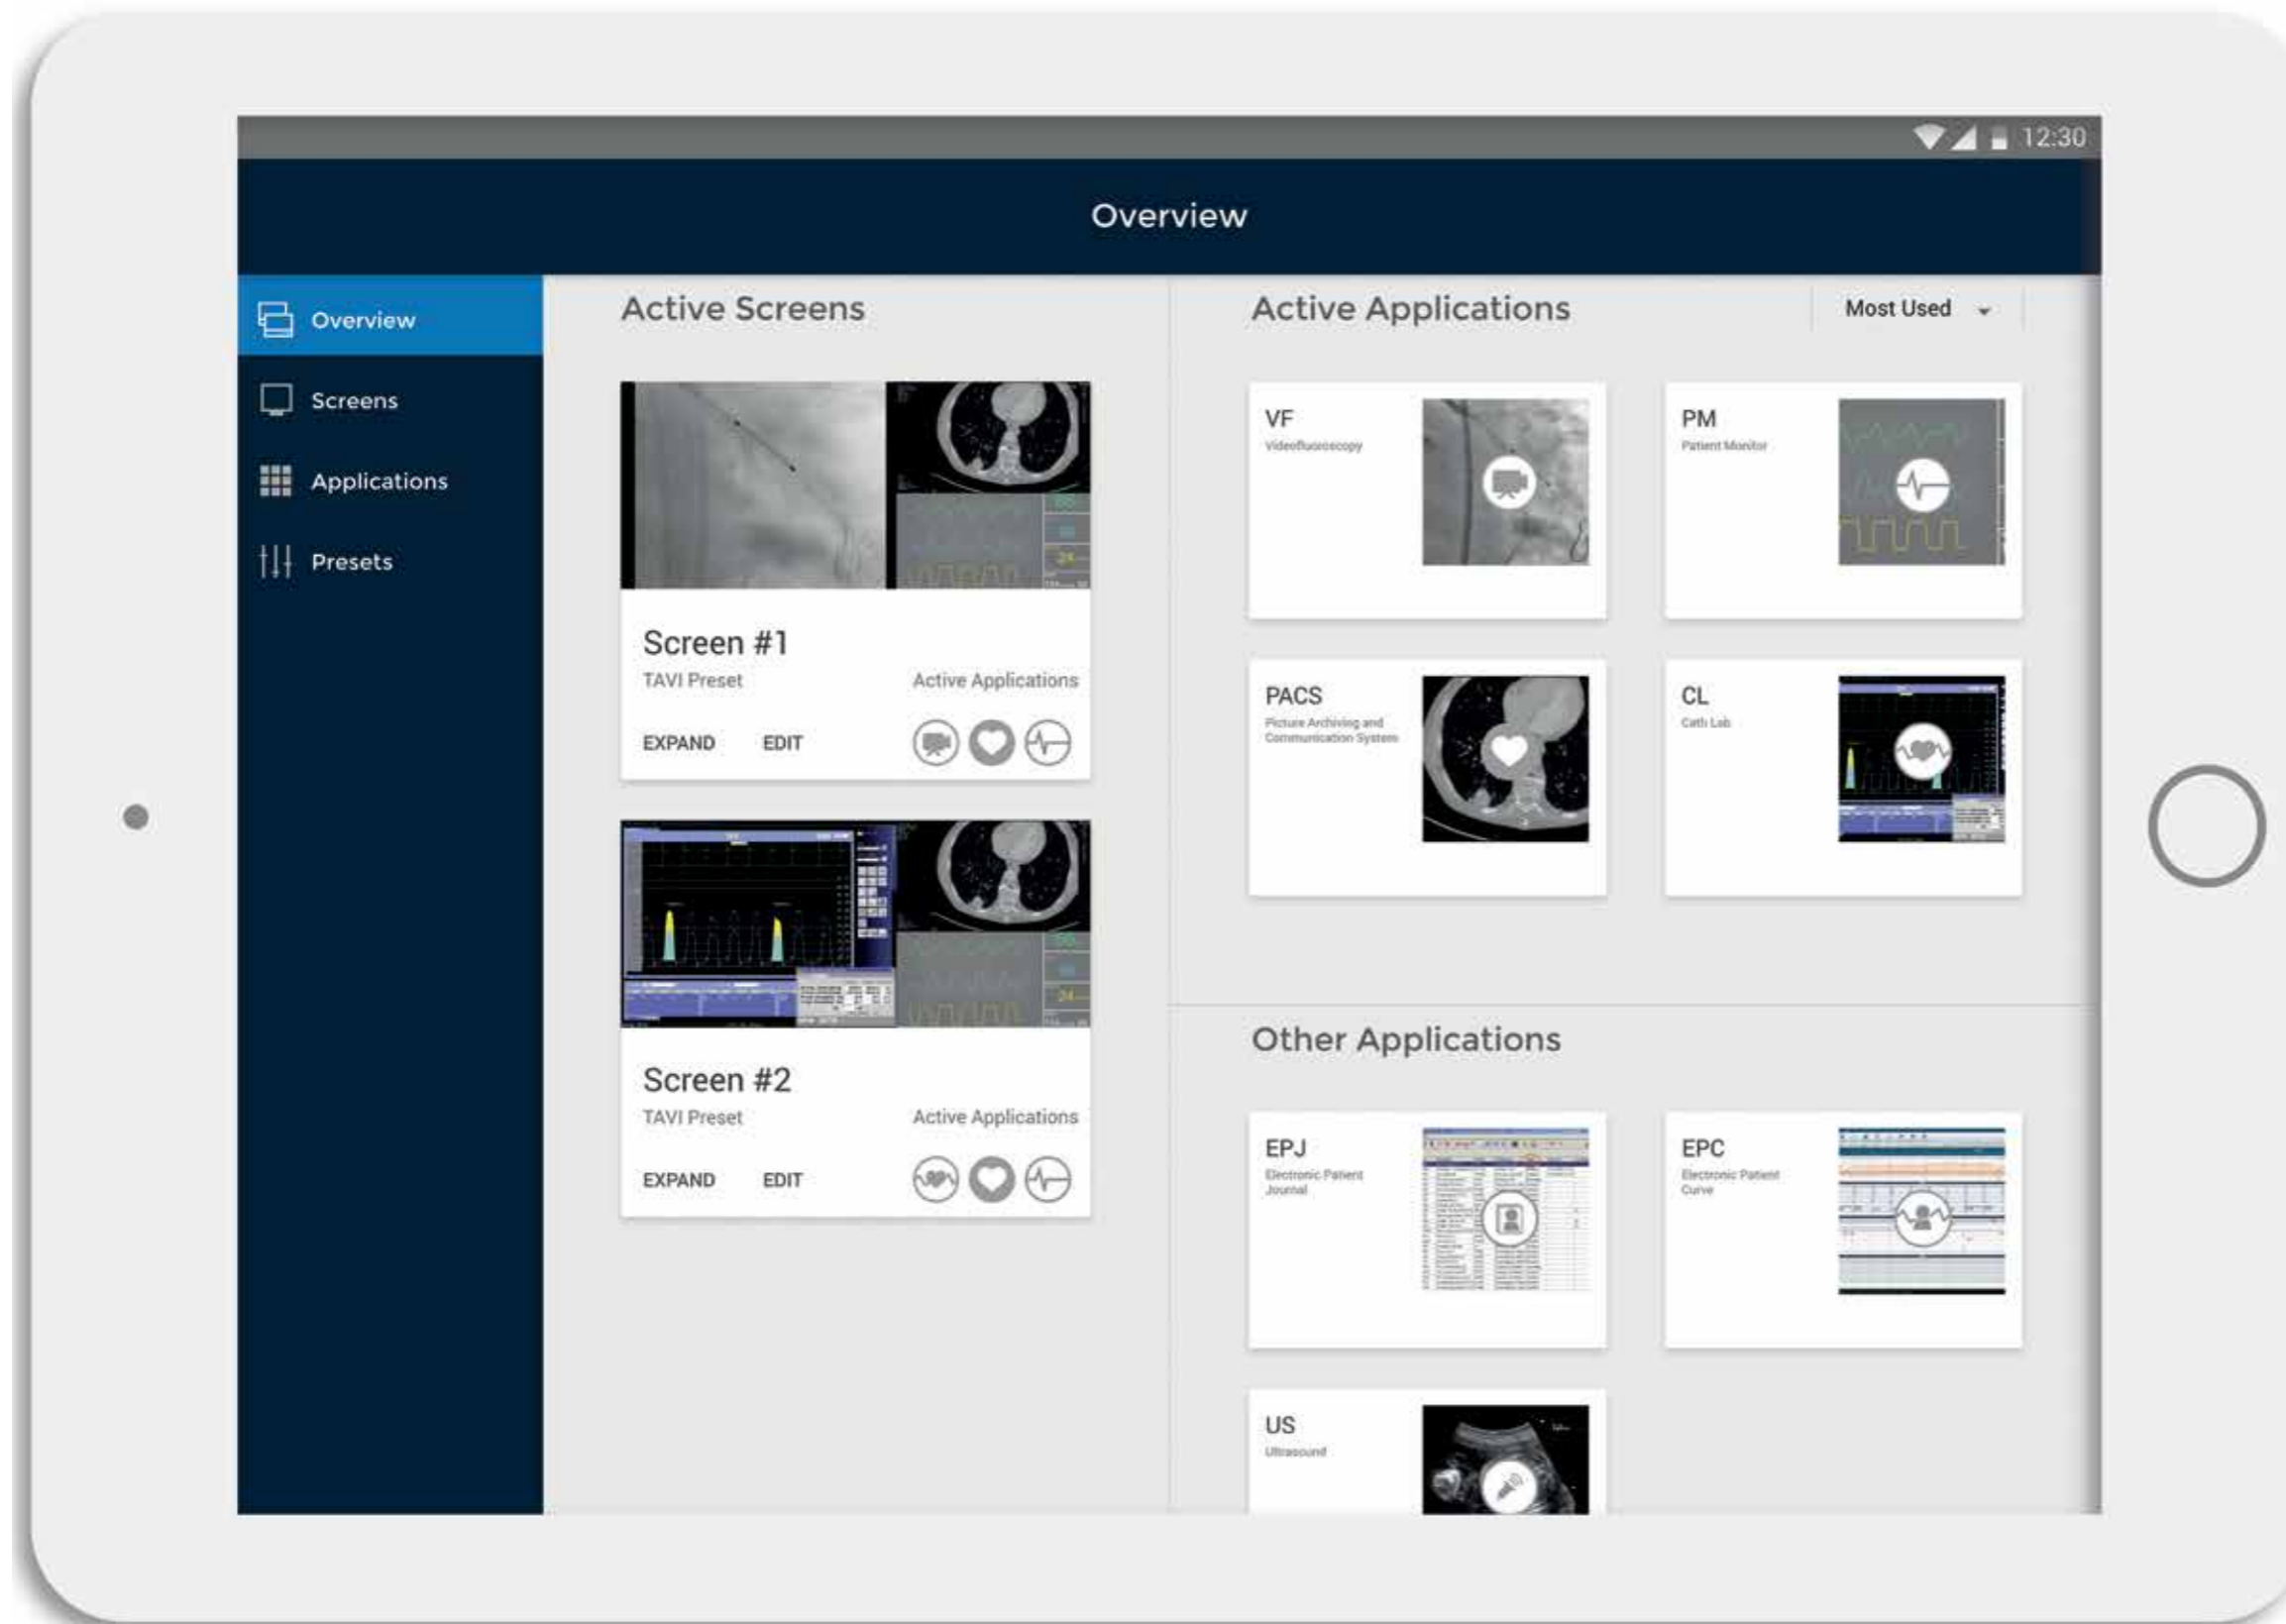 12:30
Overview
Overview
Screens
Applications
Presets
Active Screens
Screen #1
TAVI Preset
Active Applications
EXPAND
EDIT
Screen #2
TAVI Preset
Active Applications
EXPAND
EDIT
Active Applications
Most Used
VF
Videofluoroscopy
PM
Patient Monitor
PACS
Picture Archiving and
Communication System
CL
Cath Lab
Other Applications
EPJ
Electronic Patient
Journal
EPC
Electronic Patient
Curve
US
Ultrasound